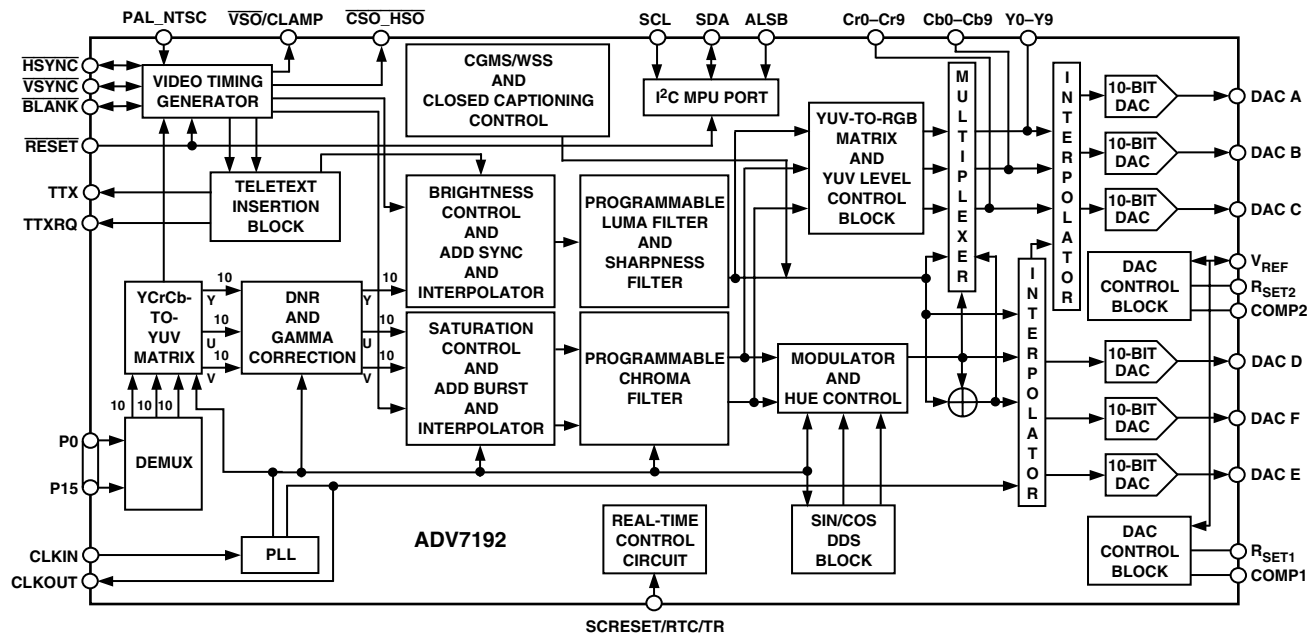 PAL_NTSC
VSO/CLAMP
CSO_HSO
SCL
SDA
ALSB
Cr0–Cr9
Cb0–Cb9
Y0–Y9
HSYNC
VSYNC
BLANK
RESET
TTX
TTXRQ
P0
P15
CLKIN
CLKOUT
VIDEO TIMING
GENERATOR
CGMS/WSS
AND
CLOSED CAPTIONING
CONTROL
I²C MPU PORT
TELETEXT
INSERTION
BLOCK
BRIGHTNESS
CONTROL
AND
ADD SYNC
AND
INTERPOLATOR
PROGRAMMABLE
LUMA FILTER
AND
SHARPNESS
FILTER
YUV-TO-RGB
MATRIX
AND
YUV LEVEL
CONTROL
BLOCK
MULTIPLEXER
INTERPOLATOR
10-BIT
DAC
DAC A
10-BIT
DAC
DAC B
10-BIT
DAC
DAC C
DAC
CONTROL
BLOCK
VREF
RSET2
COMP2
YCrCb-
TO-
YUV
MATRIX
10
Y
10
U
10
V
DNR
AND
GAMMA
CORRECTION
10
Y
10
U
10
V
SATURATION
CONTROL
AND
ADD BURST
AND
INTERPOLATOR
PROGRAMMABLE
CHROMA
FILTER
MODULATOR
AND
HUE CONTROL
INTERPOLATOR
10-BIT
DAC
DAC D
10-BIT
DAC
DAC F
10-BIT
DAC
DAC E
10
10
10
DEMUX
PLL
ADV7192
REAL-TIME
CONTROL
CIRCUIT
SIN/COS
DDS
BLOCK
DAC
CONTROL
BLOCK
RSET1
COMP1
SCRESET/RTC/TR